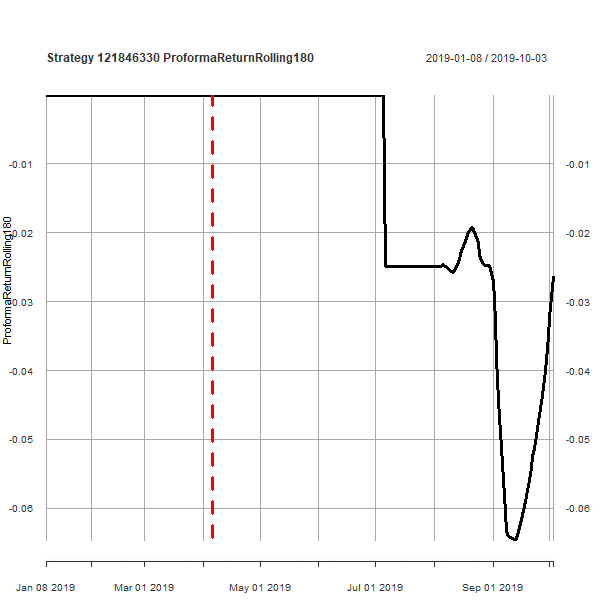 Strategy 121846330 ProformaReturnRolling180
2019-01-08 / 2019-10-03
-0.01
-0.02
-0.03
-0.04
-0.05
-0.06
ProformaReturnRolling180
-0.01
-0.02
-0.03
-0.04
-0.05
-0.06
Jan 08 2019
Mar 01 2019
May 01 2019
Jul 01 2019
Sep 01 2019